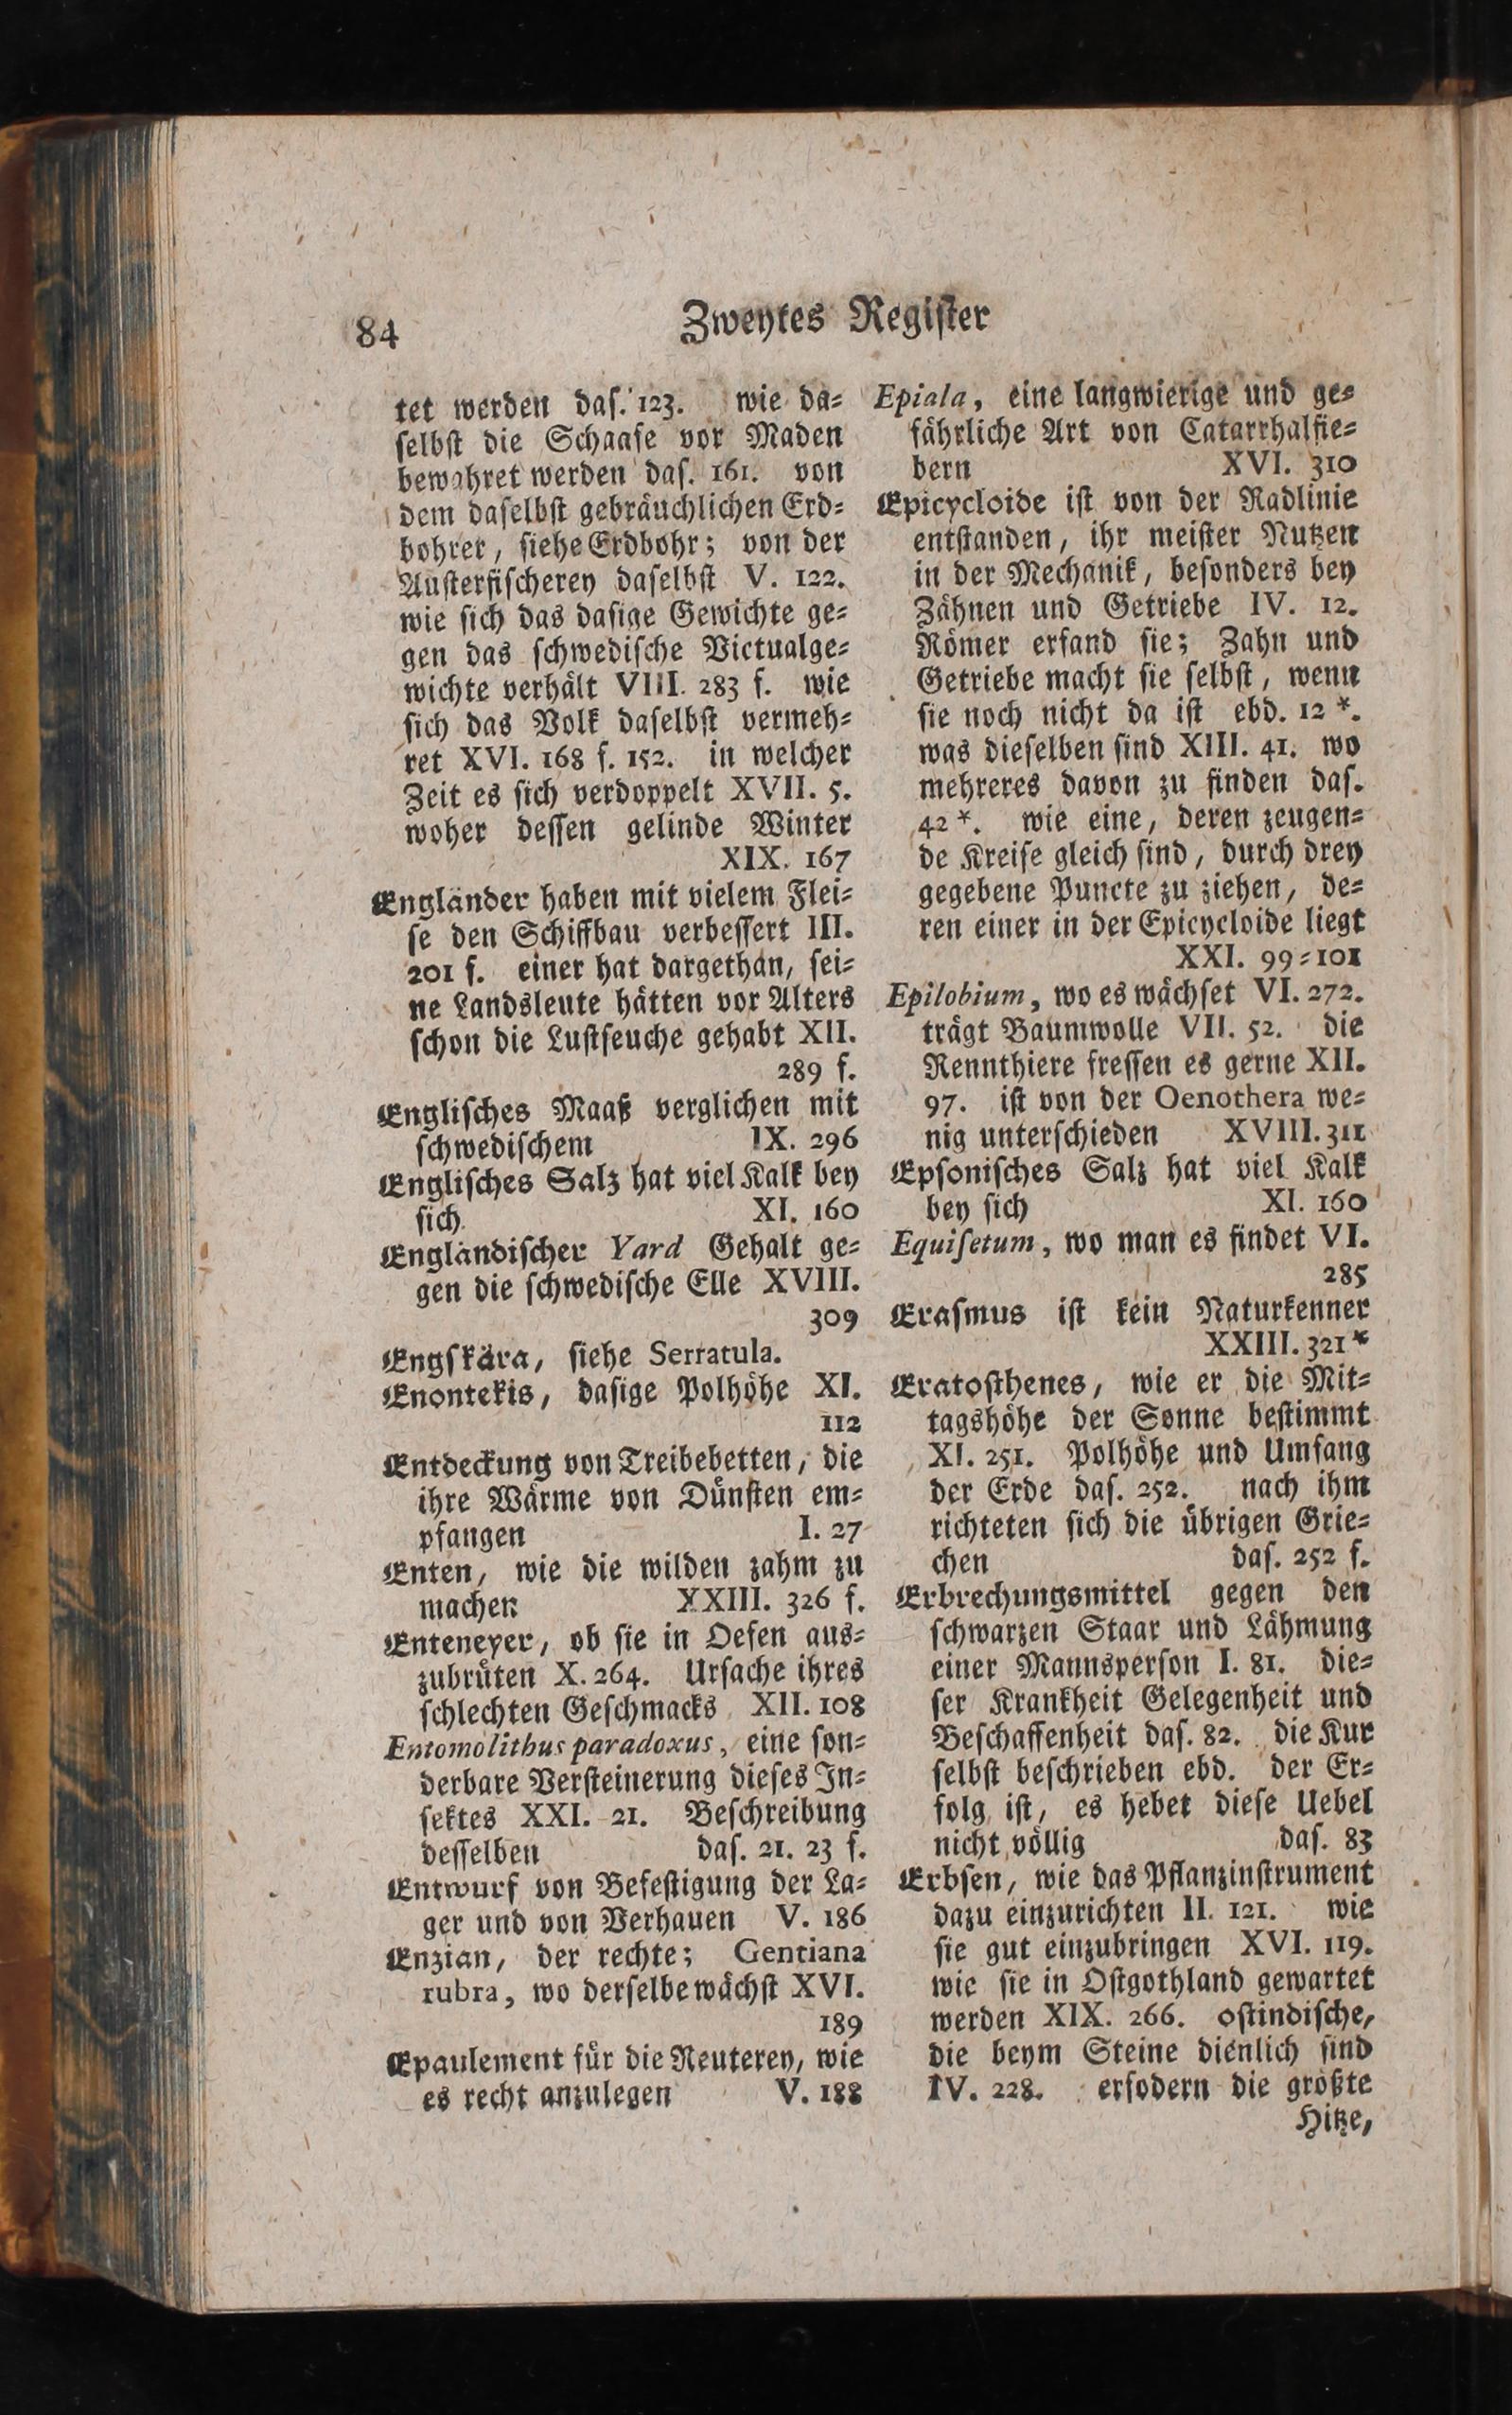 84
Zweytes Regiſter
tet werden daſ. 123. wie da⸗
ſelbſt die Schaafe vor Maden
bewahret werden daſ. 161. von
dem daſelbſt gebräuchlichen Erd⸗
bohrer, ſiehe Erdbohr; von der
Auſterfiſcherey daſelbſt V. 122.
wie ſich das daſige Gewichte ge⸗
gen das ſchwediſche Victualge⸗
wichte verhält VIII. 283 f. wie
ſich das Volk daſelbſt vermeh⸗
ret XVI. 168 f. 152. in welcher
Zeit es ſich verdoppelt XVII. 5.
woher deſſen gelinde Winter
XIX. 167
Engländer haben mit vielem Flei⸗
ſe den Schiffbau verbeſſert III.
201 f. einer hat dargethan, ſei⸗
ne Landsleute hätten vor Alters
ſchon die Luſtſeuche gehabt XII.
289 f.
Engliſches Maaß verglichen mit
ſchwediſchem IX. 296
Engliſches Salz hat viel Kalk bey
ſich XI. 160
Engländiſcher Yard Gehalt ge⸗
gen die ſchwediſche Elle XVIII.
309
Engſkära, ſiehe Serratula.
Enontekis, daſige Polhöhe XI.
112
Entdeckung von Treibebetten, die
ihre Wärme von Dünſten em⸗
pfangen I. 27
Enten, wie die wilden zahm zu
machen XXIII. 326 f.
Enteneyer, ob ſie in Oefen aus⸗
zubrüten X. 264. Urſache ihres
ſchlechten Geſchmacks XII. 108
Entomolithus paradoxus, eine ſon⸗
derbare Verſteinerung dieſes In⸗
ſektes XXI. 21. Beſchreibung
deſſelben daſ. 21. 23 f.
Entwurf von Befeſtigung der La⸗
ger und von Verhauen V. 186
Enzian, der rechte; Gentiana
rubra, wo derſelbe wächſt XVI.
189
Epaulement für die Reuterey, wie
es recht anzulegen V. 188
Epiala, eine langwierige und ge⸗
fährliche Art von Catarrhalfie⸗
bern XVI. 310
Epicycloide iſt von der Radlinie
entſtanden, ihr meiſter Nutzen
in der Mechanik, beſonders bey
Zähnen und Getriebe IV. 12.
Römer erfand ſie; Zahn und
Getriebe macht ſie ſelbſt, wenn
ſie noch nicht da iſt ebd. 12 *.
was dieſelben ſind XIII. 41. wo
mehreres davon zu finden daſ.
42 *. wie eine, deren zeugen⸗
de Kreiſe gleich ſind, durch drey
gegebene Puncte zu ziehen, de⸗
ren einer in der Epicycloide liegt
XXI. 99⸗101
Epilobium, wo es wächſet VI. 272.
trägt Baumwolle VII. 52. die
Rennthiere freſſen es gerne XII.
97. iſt von der Oenothera we⸗
nig unterſchieden XVIII. 311
Epſoniſches Salz hat viel Kalk
bey ſich XI. 160
Equiſetum, wo man es findet VI.
285
Eraſmus iſt kein Naturkenner
XXIII. 321*
Eratoſthenes, wie er die Mit⸗
tagshöhe der Sonne beſtimmt
XI. 251. Polhöhe und Umfang
der Erde daſ. 252. nach ihm
richteten ſich die übrigen Grie⸗
chen daſ. 252 f.
Erbrechungsmittel gegen den
ſchwarzen Staar und Lähmung
einer Mannsperſon I. 81. die⸗
ſer Krankheit Gelegenheit und
Beſchaffenheit daſ. 82. die Kur
ſelbſt beſchrieben ebd. der Er⸗
folg iſt, es hebet dieſe Uebel
nicht völlig daſ. 83
Erbſen, wie das Pflanzinſtrument
dazu einzurichten II. 121. wie
ſie gut einzubringen XVI. 119.
wie ſie in Oſtgothland gewartet
werden XIX. 266. oſtindiſche,
die beym Steine dienlich ſind
IV. 228. erfodern die größte
Hitze,